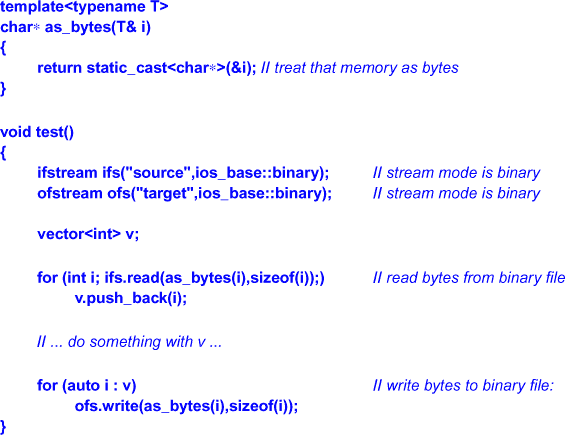 template<typename T>
char* as_bytes(T& i)
{
return static_cast<char*>(&i); // treat that memory as bytes
}
void test()
{
ifstream ifs("source",ios_base::binary); // stream mode is binary
ofstream ofs("target",ios_base::binary); // stream mode is binary
vector<int> v;
for (int i; ifs.read(as_bytes(i),sizeof(i));) // read bytes from binary file
v.push_back(i);
// ... do something with v ...
for (auto i : v) // write bytes to binary file:
ofs.write(as_bytes(i),sizeof(i));
}